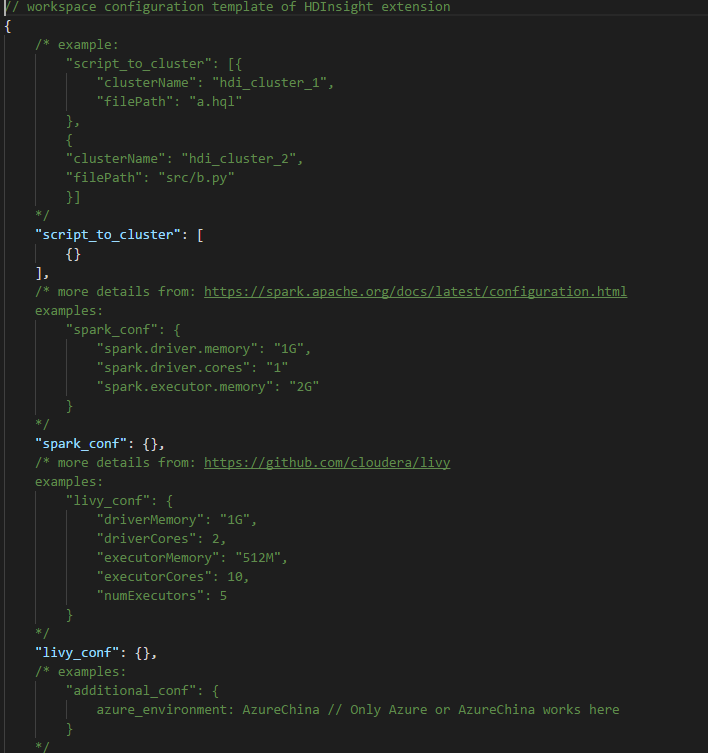 // workspace configuration template of HDInsight extension
{
/* example:
"script_to_cluster": [{
"clusterName": "hdi_cluster_1",
"filePath": "a.hql"
},
{
"clusterName": "hdi_cluster_2",
"filePath": "src/b.py"
}]
*/
"script_to_cluster": [
{}
],
/* more details from: https://spark.apache.org/docs/latest/configuration.html
examples:
"spark_conf": {
"spark.driver.memory": "1G",
"spark.driver.cores": "1"
"spark.executor.memory": "2G"
}
*/
"spark_conf": {},
/* more details from: https://github.com/cloudera/livy
examples:
"livy_conf": {
"driverMemory": "1G",
"driverCores": 2,
"executorMemory": "512M",
"executorCores": 10,
"numExecutors": 5
}
*/
"livy_conf": {},
/* examples:
"additional_conf": {
azure_environment: AzureChina // Only Azure or AzureChina works here
}
*/